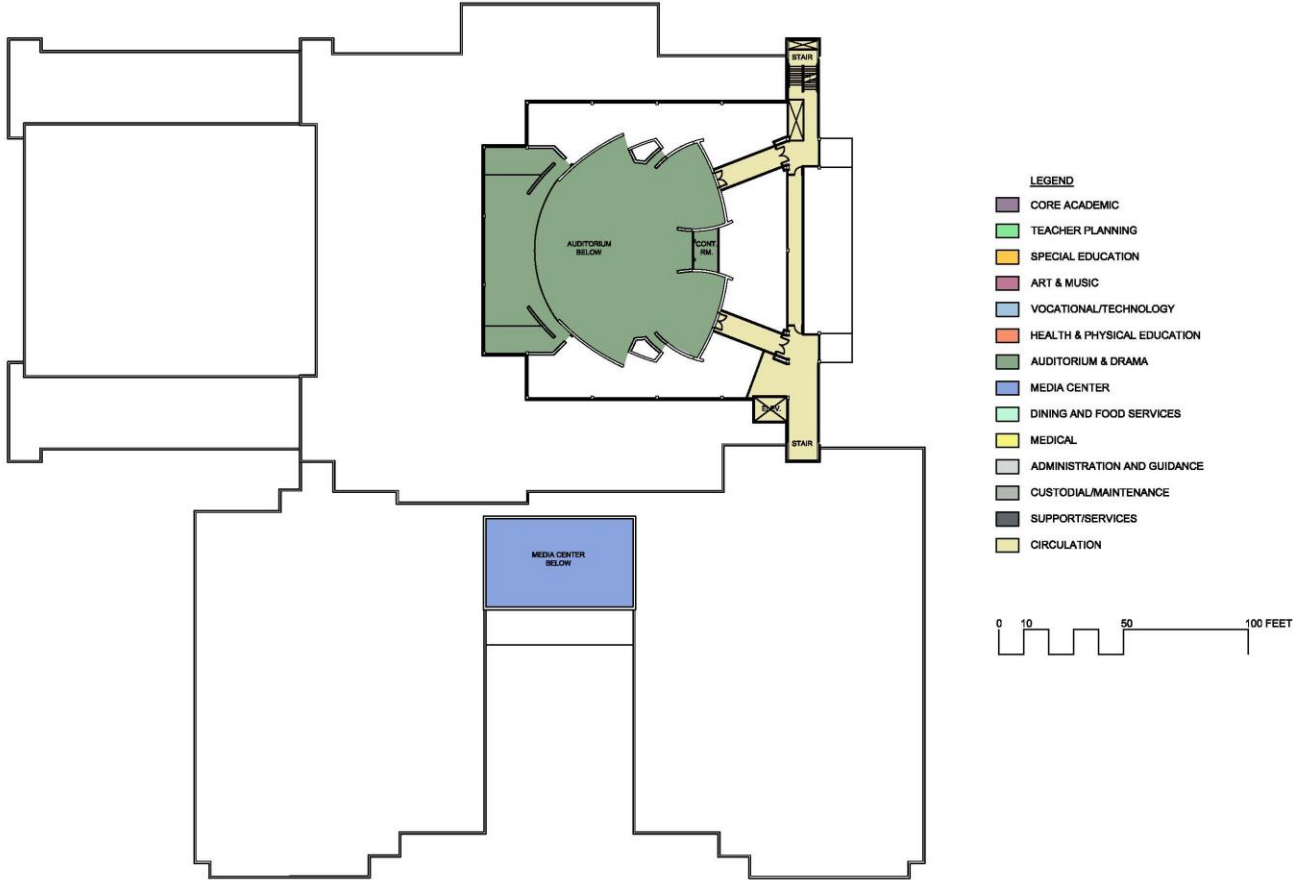 STAIR
AUDITORIUM
BELOW
CONT.
RM.
ELEV.
STAIR
MEDIA CENTER
BELOW
LEGEND
CORE ACADEMIC
TEACHER PLANNING
SPECIAL EDUCATION
ART & MUSIC
VOCATIONAL/TECHNOLOGY
HEALTH & PHYSICAL EDUCATION
AUDITORIUM & DRAMA
MEDIA CENTER
DINING AND FOOD SERVICES
MEDICAL
ADMINISTRATION AND GUIDANCE
CUSTODIAL/MAINTENANCE
SUPPORT/SERVICES
CIRCULATION
0 10 50 100 FEET